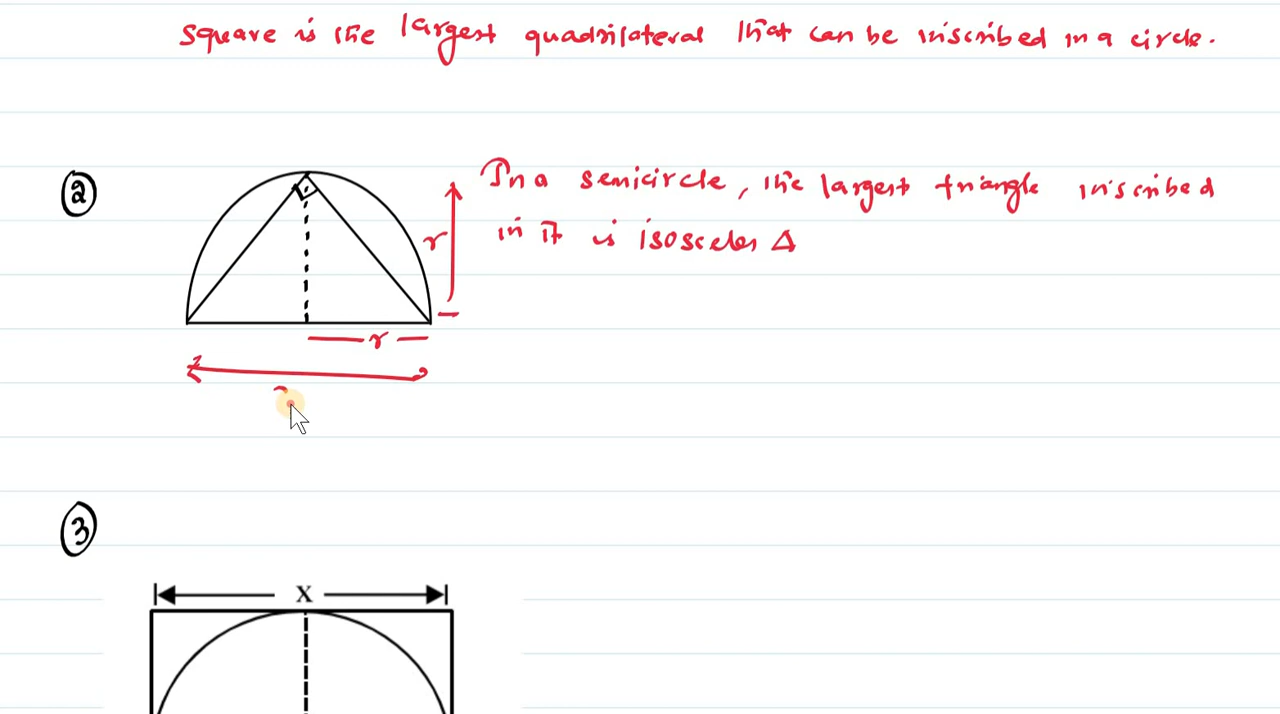 Square is the largest quadrilateral that can be inscribed in a circle.
②
In a semicircle, the largest triangle inscribed
in it is isosceles Δ
r
r
③
X